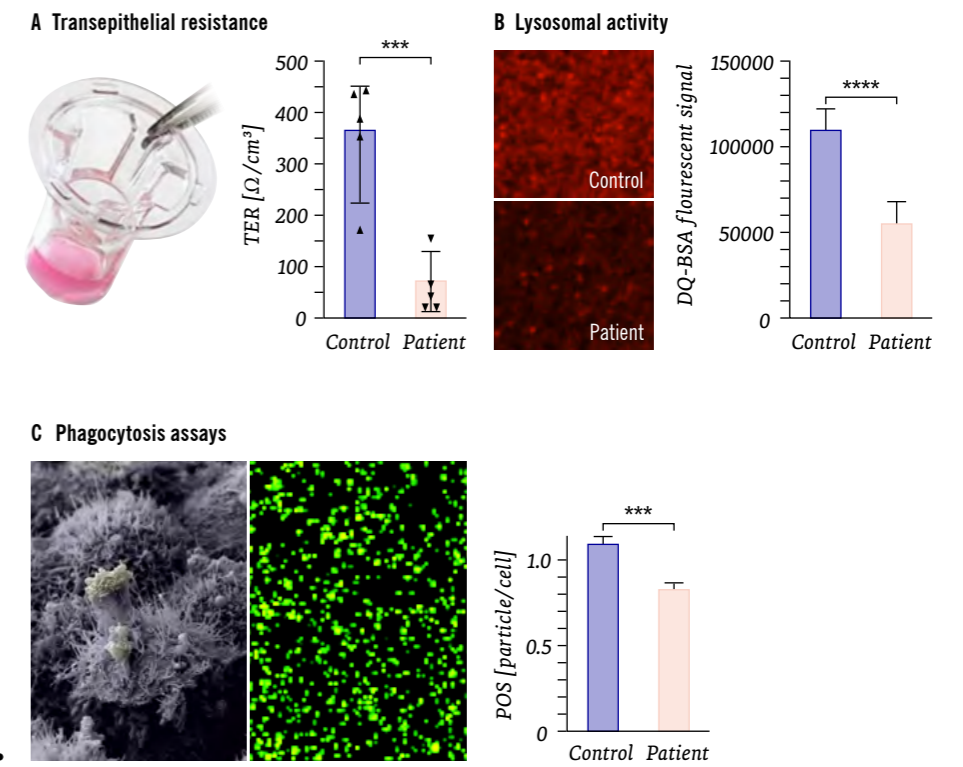 A Transepithelial resistance
TER [Ω/cm³]
500
400
300
200
100
0
***
Control Patient
B Lysosomal activity
Control
Patient
DQ-BSA flourescent signal
150000
100000
50000
0
****
Control Patient
C Phagocytosis assays
POS [particle/cell]
1.0
0.5
0
***
Control Patient